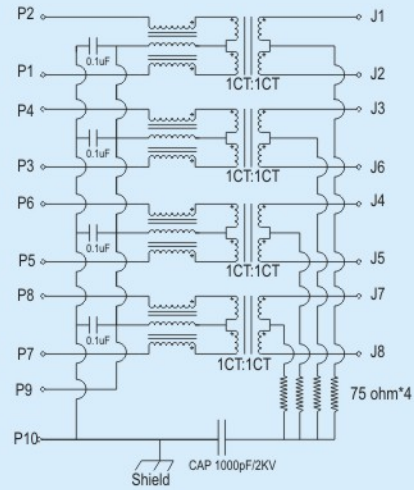 P2 J1
0.1uF
P1 J2
1CT:1CT
P4 J3
0.1uF
P3 J6
1CT:1CT
P6 J4
0.1uF
P5 J5
1CT:1CT
P8 J7
0.1uF
P7 J8
1CT:1CT
P9 75 ohm*4
P10
CAP 1000pF/2KV
Shield